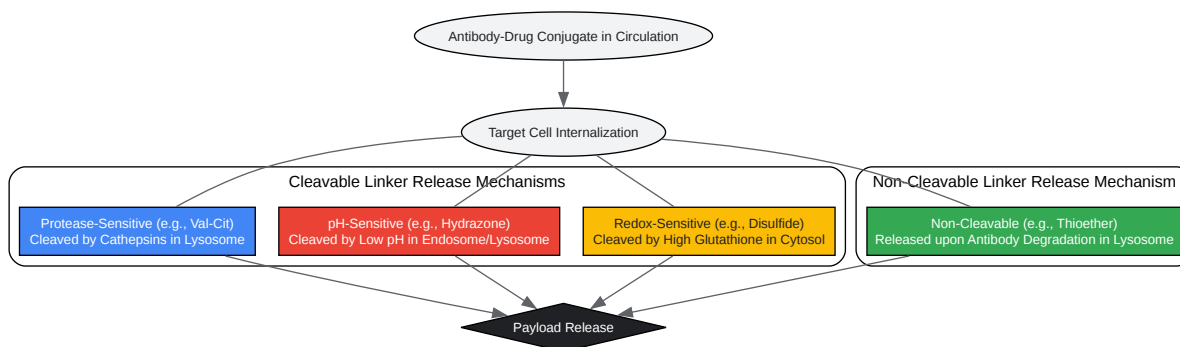 Antibody-Drug Conjugate in Circulation
Target Cell Internalization
Cleavable Linker Release Mechanisms
Non-Cleavable Linker Release Mechanism
Protease-Sensitive (e.g., Val-Cit)
Cleaved by Cathepsins in Lysosome
pH-Sensitive (e.g., Hydrazone)
Cleaved by Low pH in Endosome/Lysosome
Redox-Sensitive (e.g., Disulfide)
Cleaved by High Glutathione in Cytosol
Non-Cleavable (e.g., Thioether)
Released upon Antibody Degradation in Lysosome
Payload Release